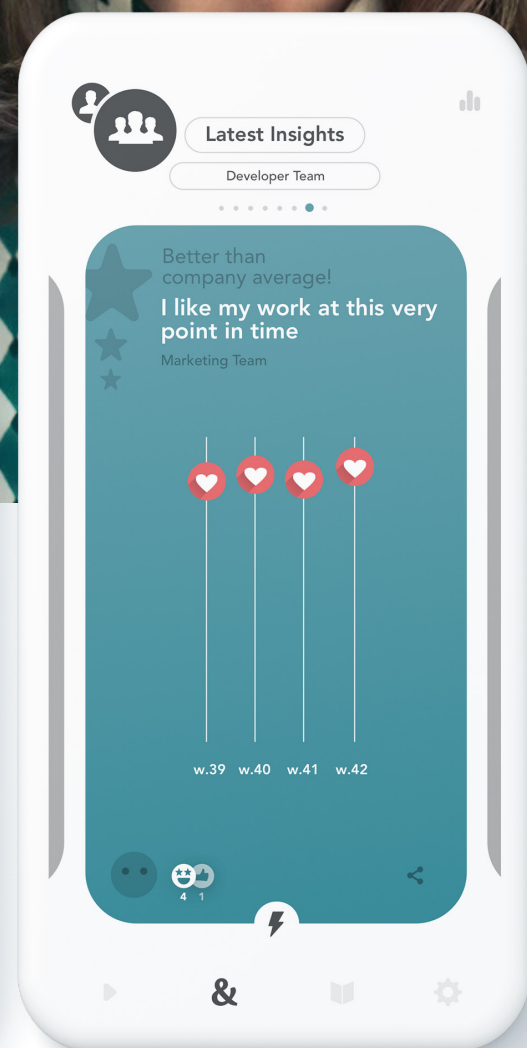 Latest Insights
Developer Team
Better than
company average!
I like my work at this very
point in time
Marketing Team
w.39 w.40 w.41 w.42
4 1
&